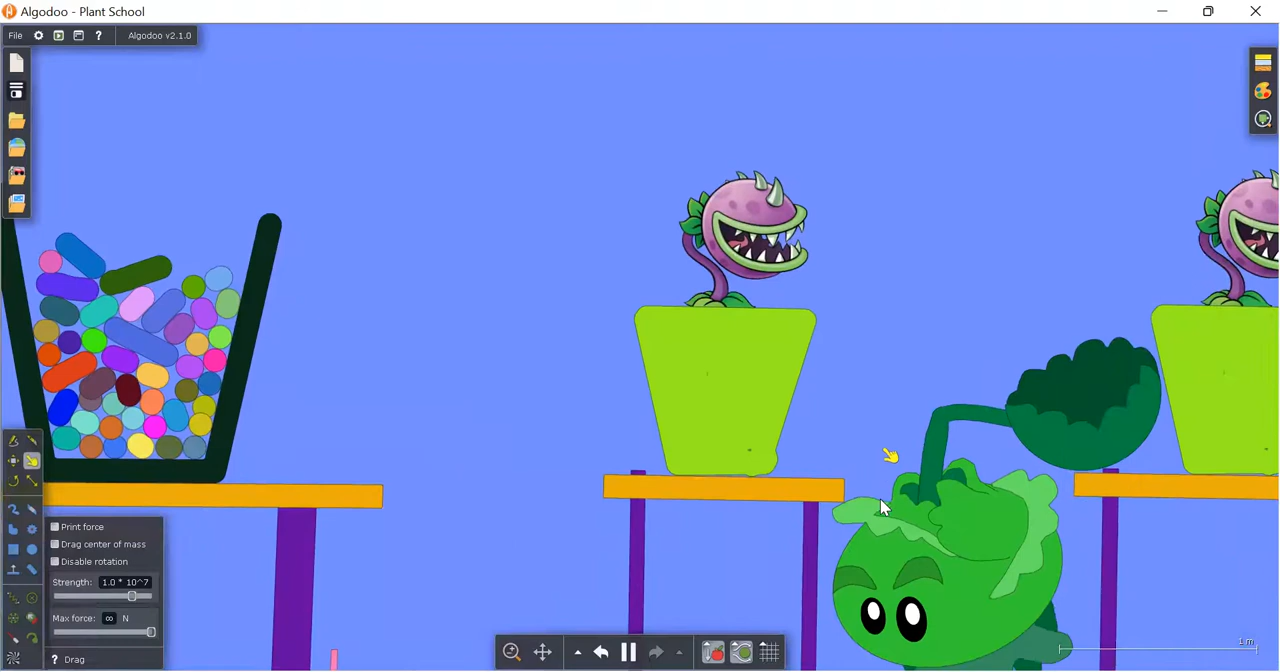 Algodoo - Plant School
File ? Algodoo v2.1.0
Print force
Drag center of mass
Disable rotation
Strength: 1.0 * 10^7
Max force: ∞ N
? Drag
1 m